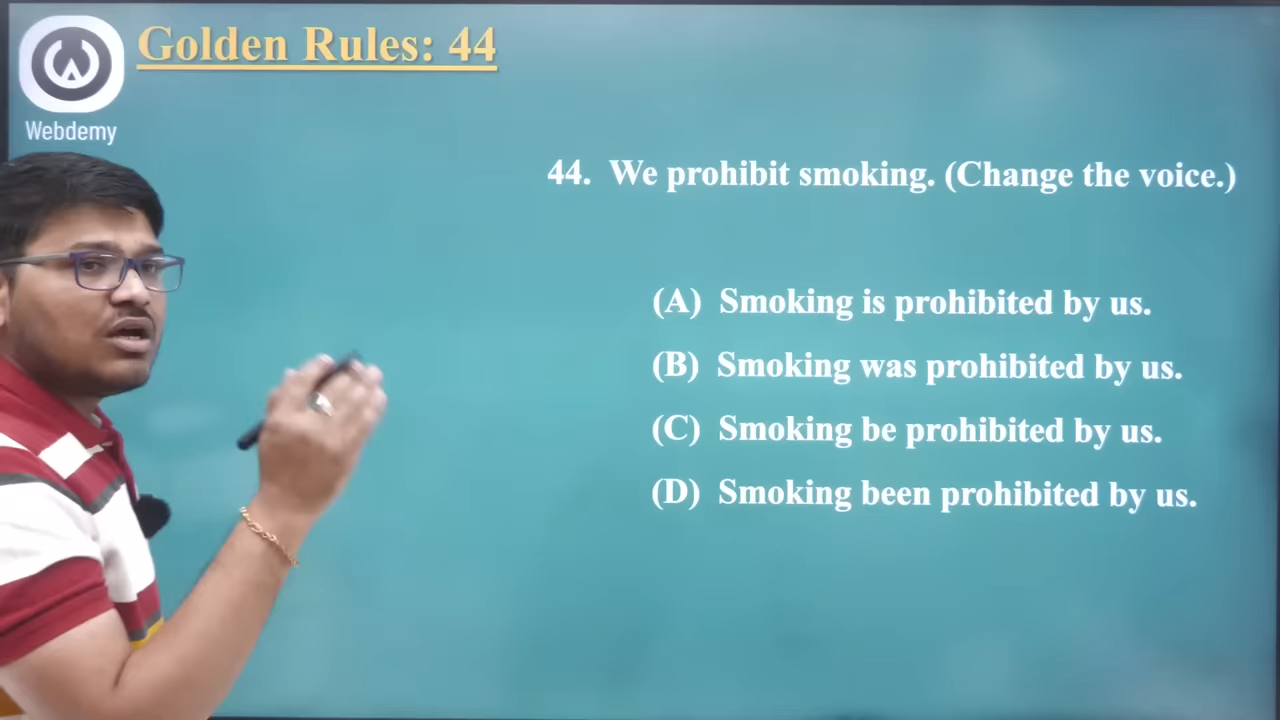 Golden Rules: 44
Webdemy
44. We prohibit smoking. (Change the voice.)
(A) Smoking is prohibited by us.
(B) Smoking was prohibited by us.
(C) Smoking be prohibited by us.
(D) Smoking been prohibited by us.